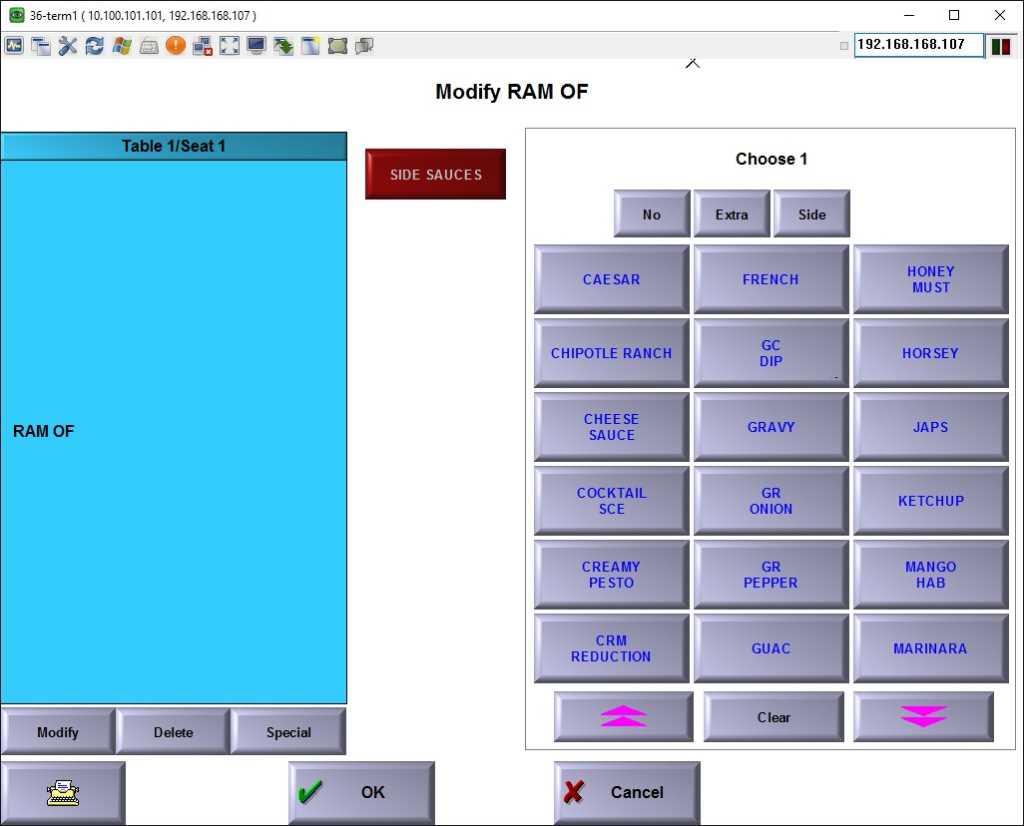 36-term1 ( 10.100.101.101, 192.168.168.107 )
192.168.168.107
Modify RAM OF
Table 1/Seat 1
RAM OF
Modify
Delete
Special
SIDE SAUCES
Choose 1
No
Extra
Side
CAESAR
FRENCH
HONEY
MUST
CHIPOTLE RANCH
GC
DIP
HORSEY
CHEESE
SAUCE
GRAVY
JAPS
COCKTAIL
SCE
GR
ONION
KETCHUP
CREAMY
PESTO
GR
PEPPER
MANGO
HAB
CRM
REDUCTION
GUAC
MARINARA
Clear
OK
Cancel